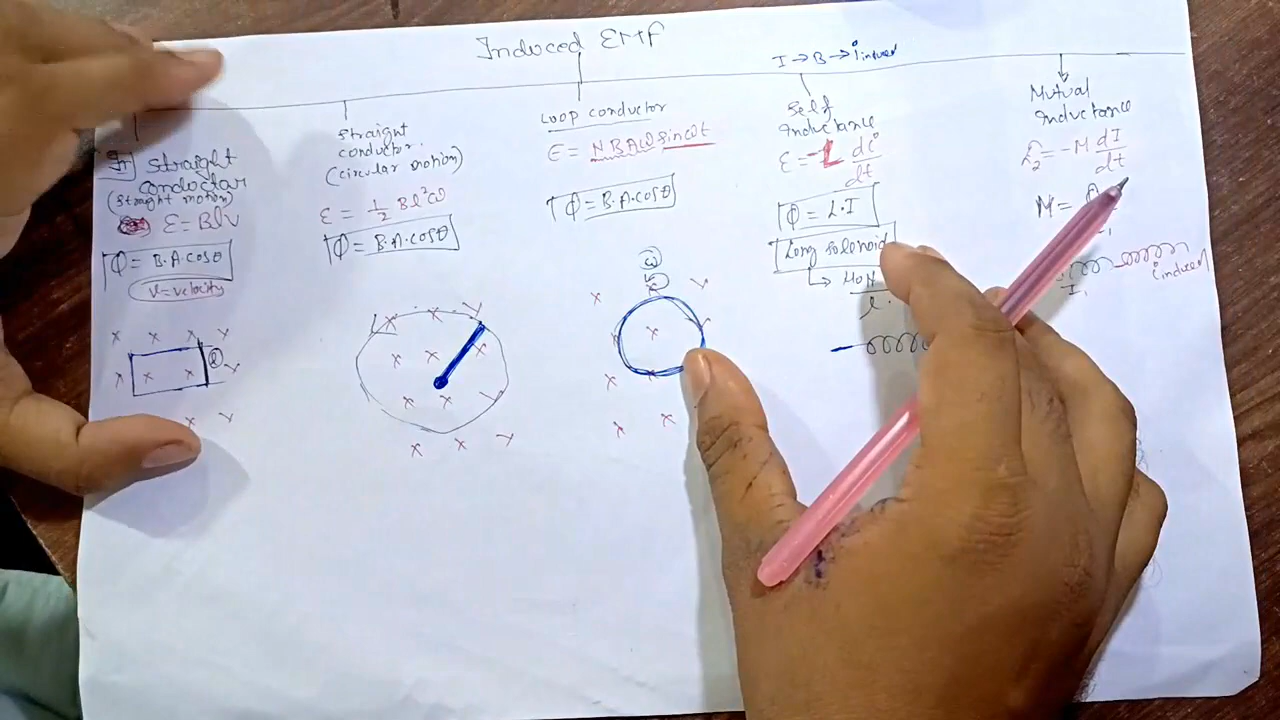 Induced EMF
Straight
conductor
(Straight motion)
ε = Blv
Φ = B.A.cosθ
v=velocity
Straight
conductor.
(circular motion)
ε = 1/2 Bl²ω
Φ = B.A.cosθ
Loop conductor
ε = NBAω sinωt
Φ = B.A.cosθ
ω
I → B → i induced
Self
inductance
ε = -L di/dt
Φ = L.I
Long solenoid
Mutual
inductance
ε₂ = -M dI/dt
M =
I₁
i induced